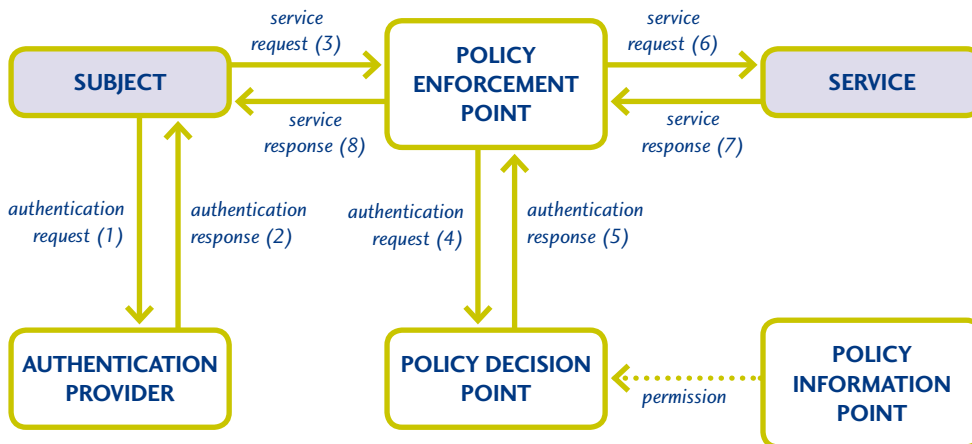 service
request (3)
service
request (6)
SUBJECT
POLICY
ENFORCEMENT
POINT
SERVICE
service
response (8)
service
response (7)
authentication
request (1)
authentication
response (2)
authentication
request (4)
authentication
response (5)
AUTHENTICATION
PROVIDER
POLICY DECISION
POINT
permission
POLICY
INFORMATION
POINT